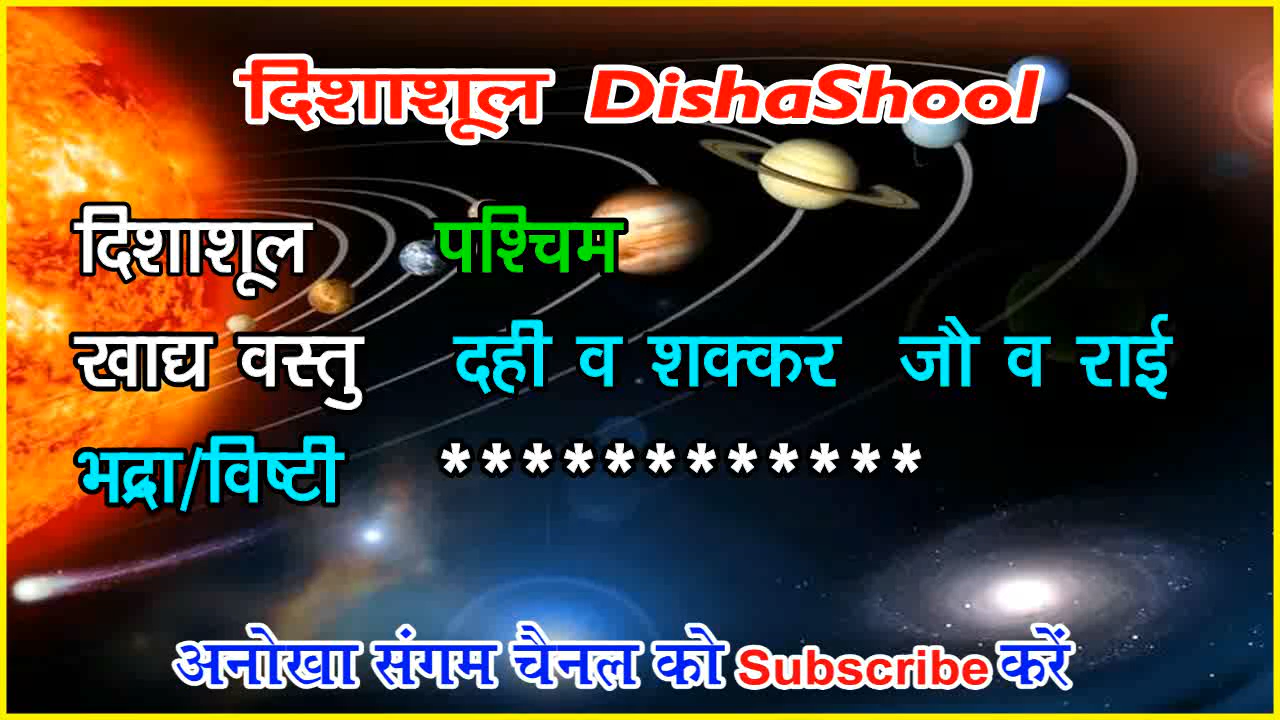 दिशाशूल DishaShool
दिशाशूल पश्चिम
खाद्य वस्तु दही व शक्कर जौ व राई
भद्रा/विष्टी ************
अनोखा संगम चैनल को Subscribe करें